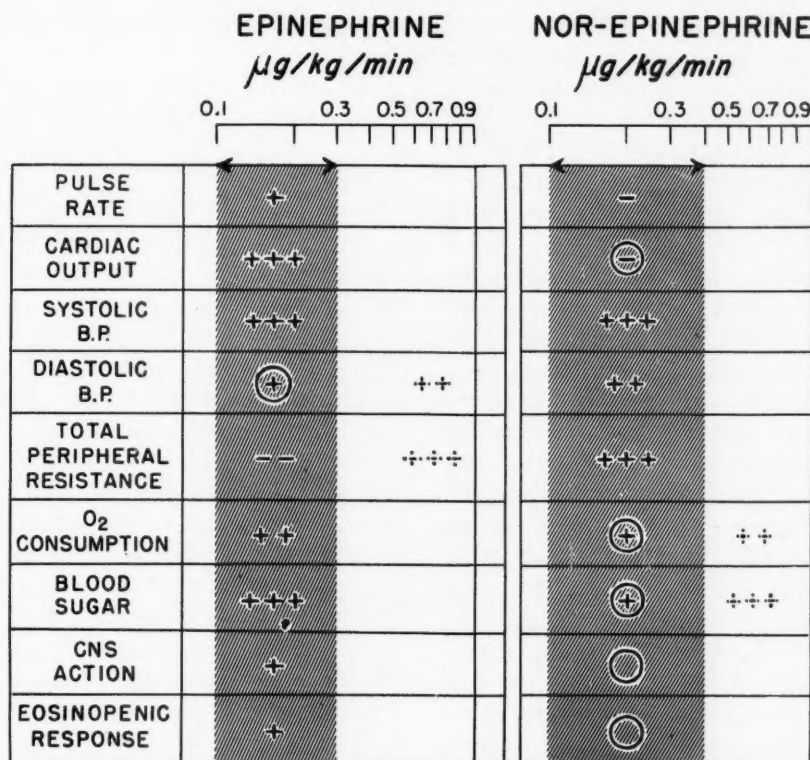 EPINEPHRINE NOR-EPINEPHRINE
µg/kg/min µg/kg/min
0.1 0.3 0.5 0.7 0.9 0.1 0.3 0.5 0.7 0.9
PULSE
RATE
+ −
CARDIAC
OUTPUT
+++ −
SYSTOLIC
B.P.
+++ +++
DIASTOLIC
B.P.
+ ++ ++
TOTAL
PERIPHERAL
RESISTANCE
−− +++ +++
O₂
CONSUMPTION
++ + ++
BLOOD
SUGAR
+++ + +++
CNS
ACTION
+ O
EOSINOPENIC
RESPONSE
+ O